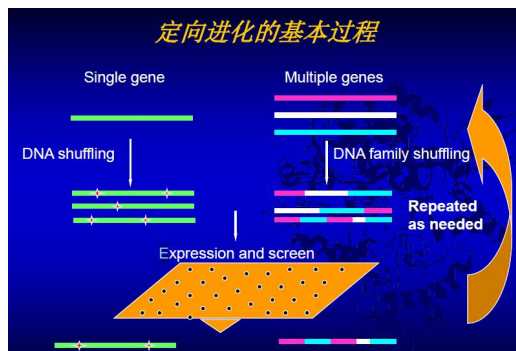 定向进化的基本过程
Single gene
Multiple genes
DNA shuffling
DNA family shuffling
Repeated
as needed
Expression and screen